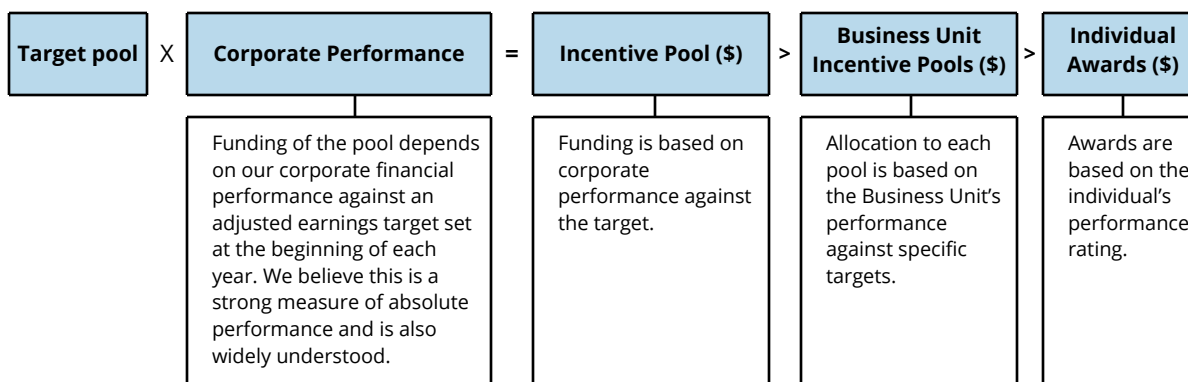 Target pool X Corporate Performance = Incentive Pool ($) > Business Unit Incentive Pools ($) > Individual Awards ($)
Funding of the pool depends
on our corporate financial
performance against an
adjusted earnings target set
at the beginning of each
year. We believe this is a
strong measure of absolute
performance and is also
widely understood.
Funding is based on
corporate
performance against
the target.
Allocation to each
pool is based on
the Business Unit’s
performance
against specific
targets.
Awards are
based on the
individual’s
performance
rating.